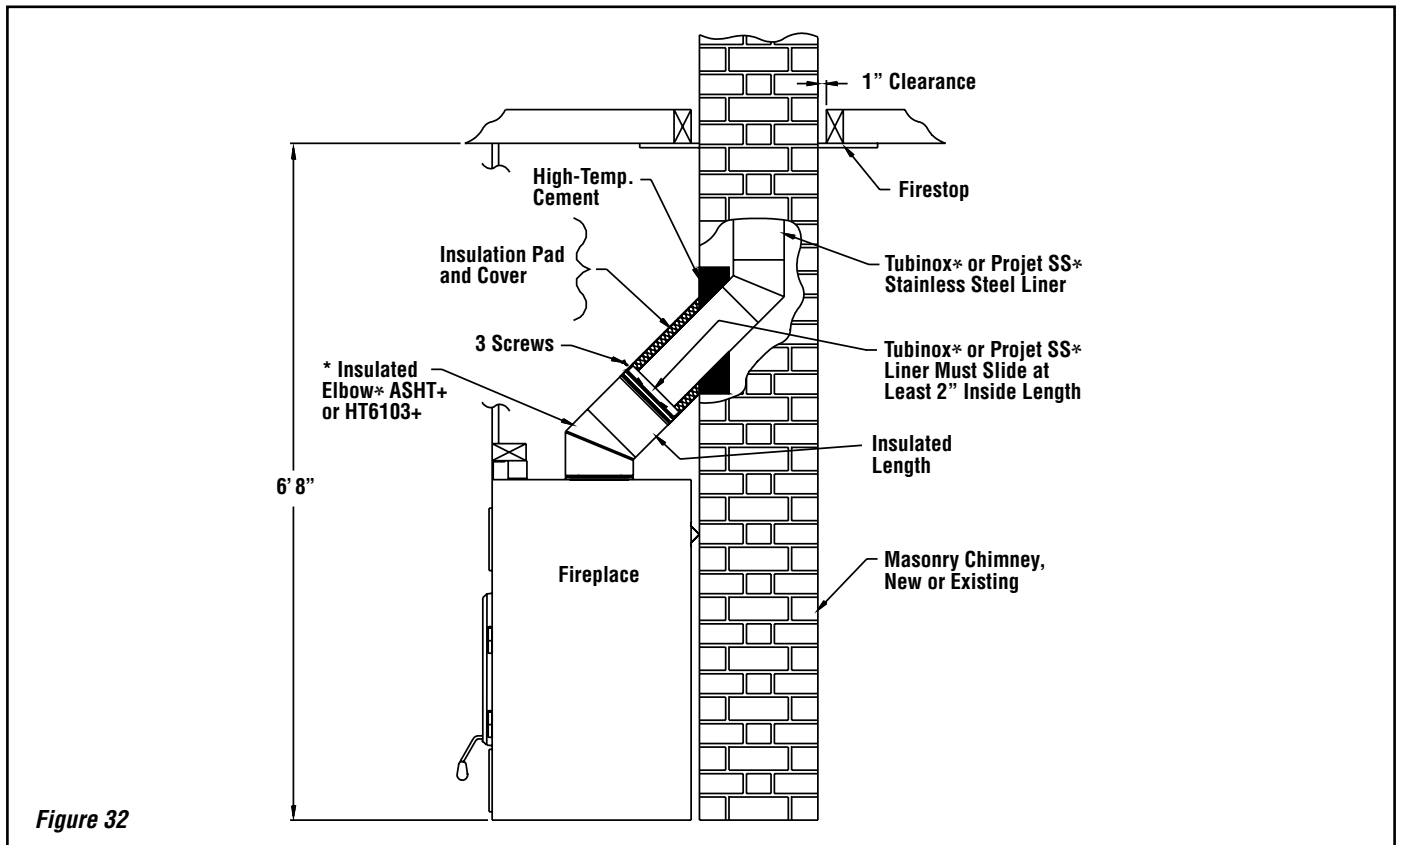 1” Clearance
High-Temp.
Cement
Firestop
Insulation Pad
and Cover
Tubinox* or Projet SS*
Stainless Steel Liner
3 Screws
Tubinox* or Projet SS*
Liner Must Slide at
Least 2” Inside Length
* Insulated
Elbow* ASHT+
or HT6103+
Insulated
Length
6’ 8”
Fireplace
Masonry Chimney,
New or Existing
Figure 32